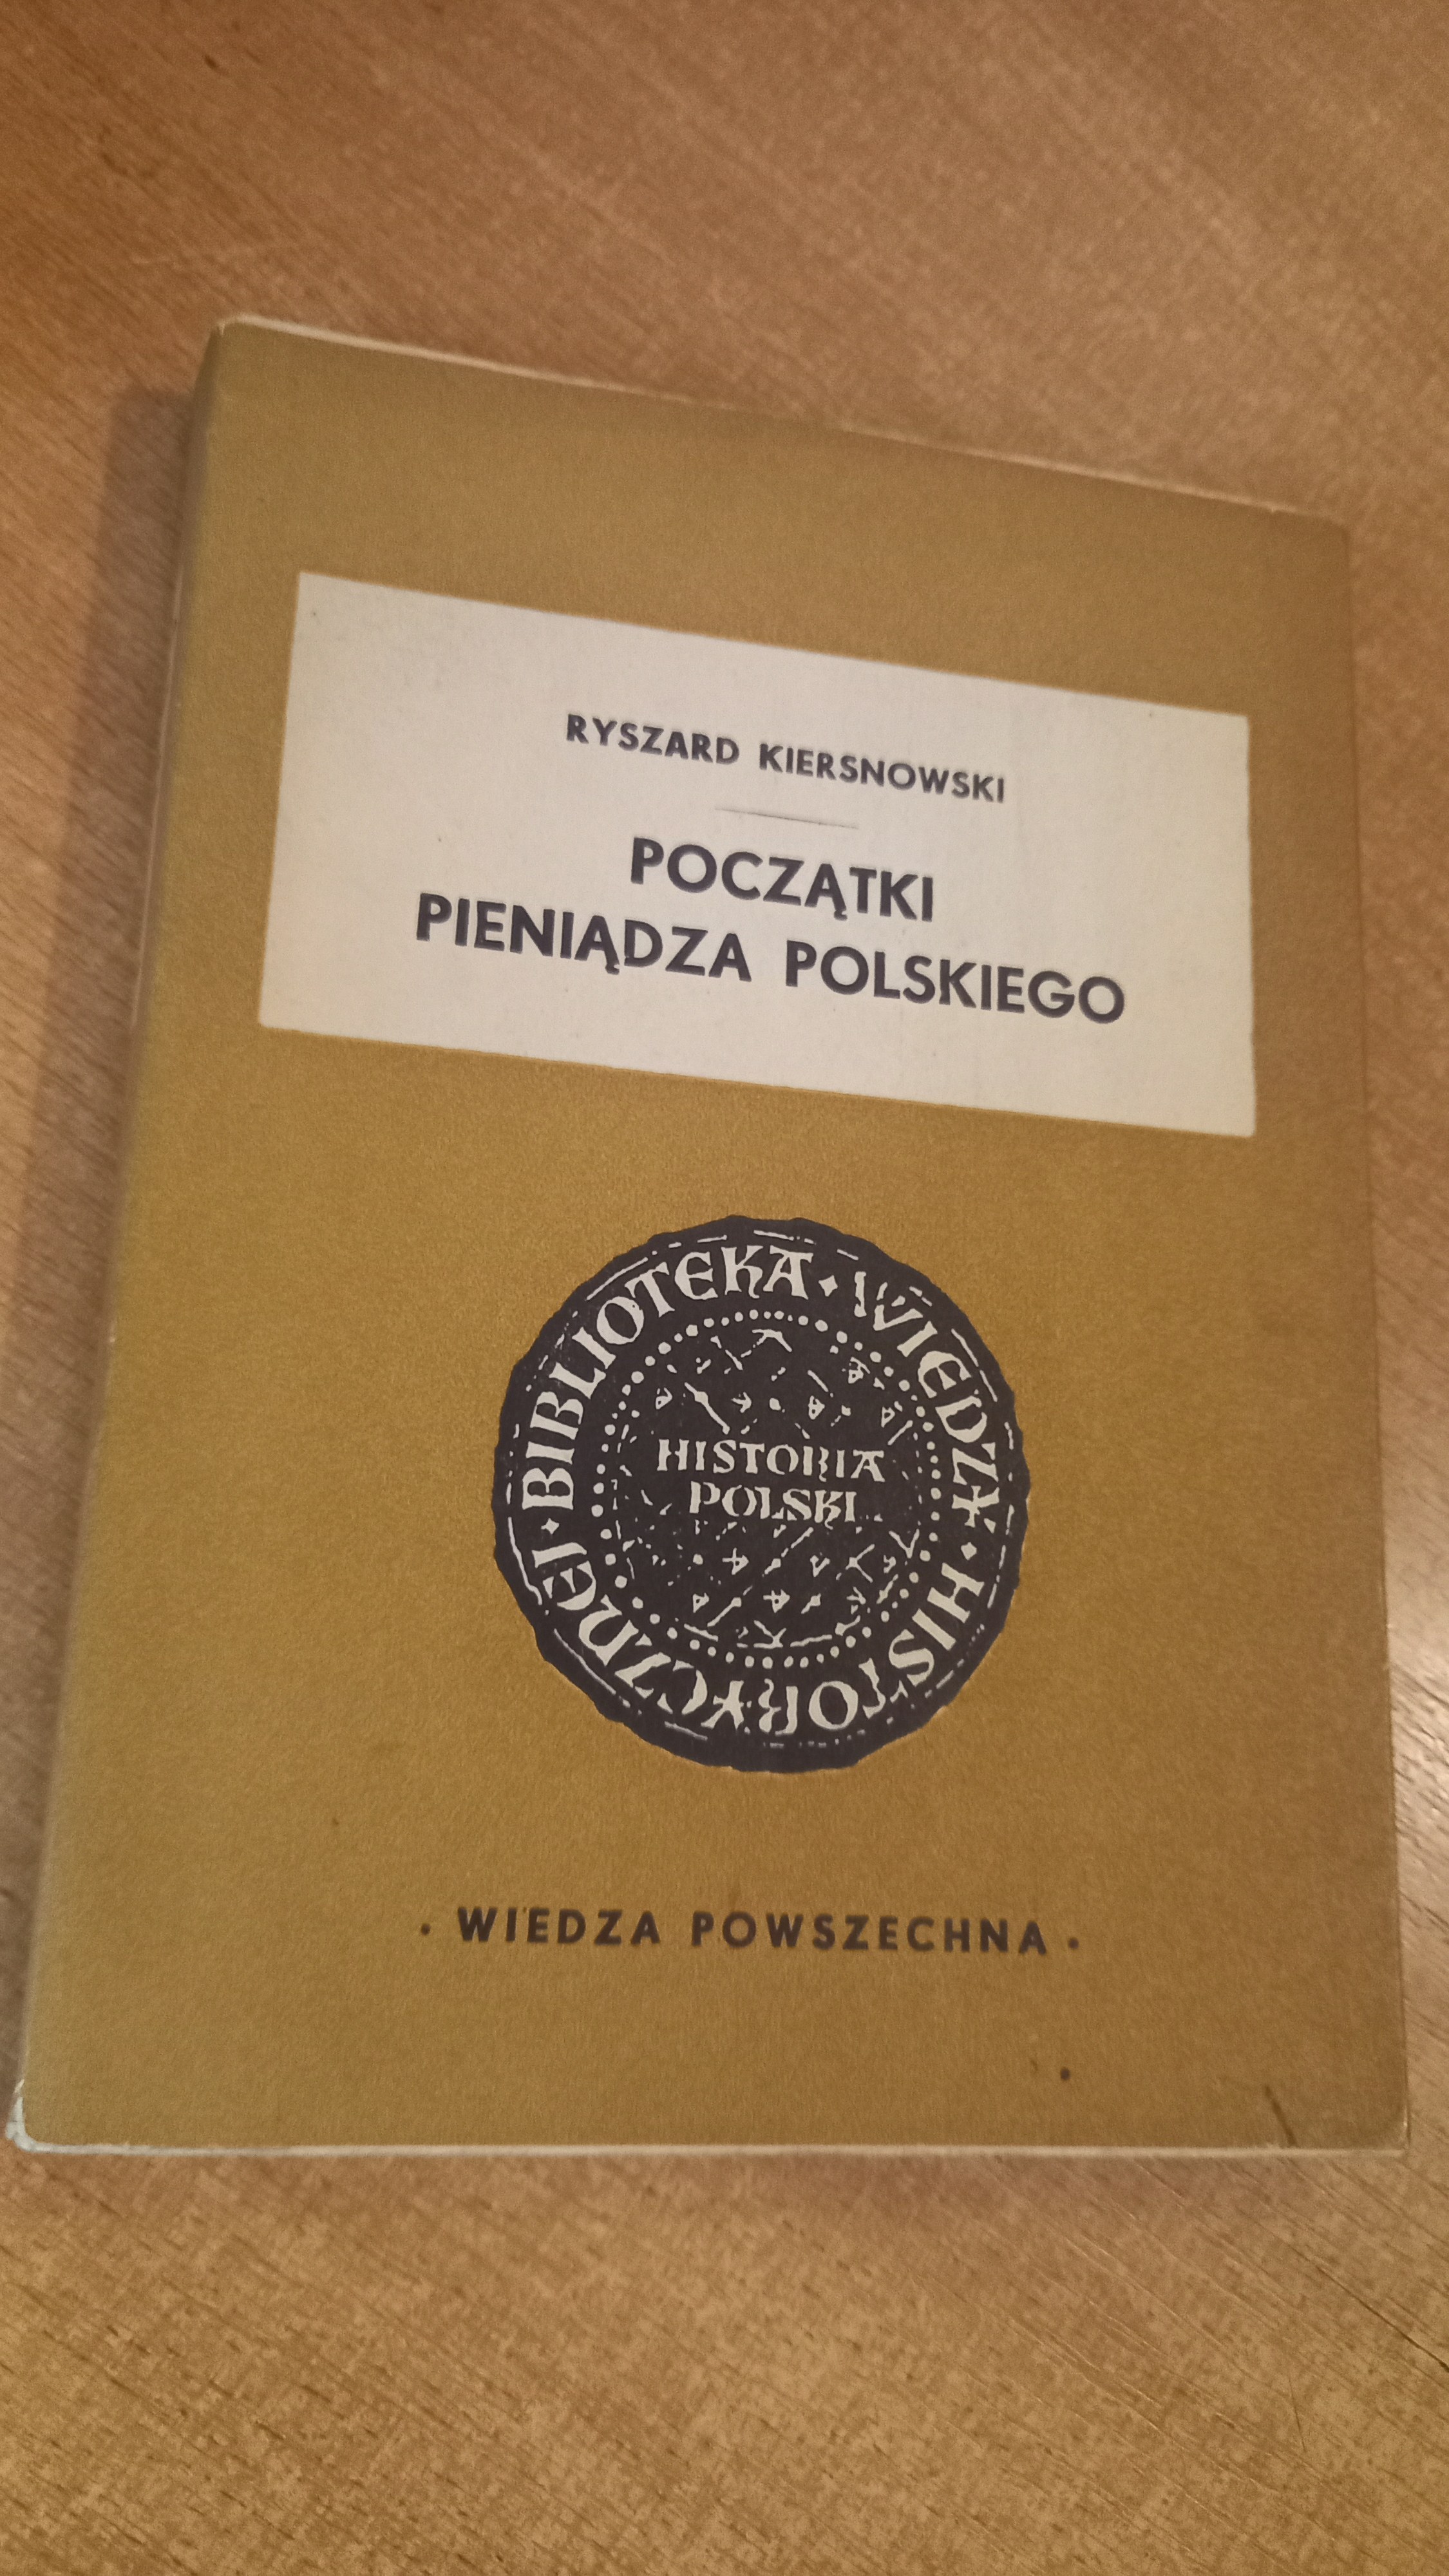 RYSZARD KIERSNOWSKI
POCZĄTKI
PIENIĄDZA POLSKIEGO
BIBLIOTEKA · WIEDZY · HISTORYCZNEJ ·
HISTORIA
POLSKI
· WIEDZA POWSZECHNA ·